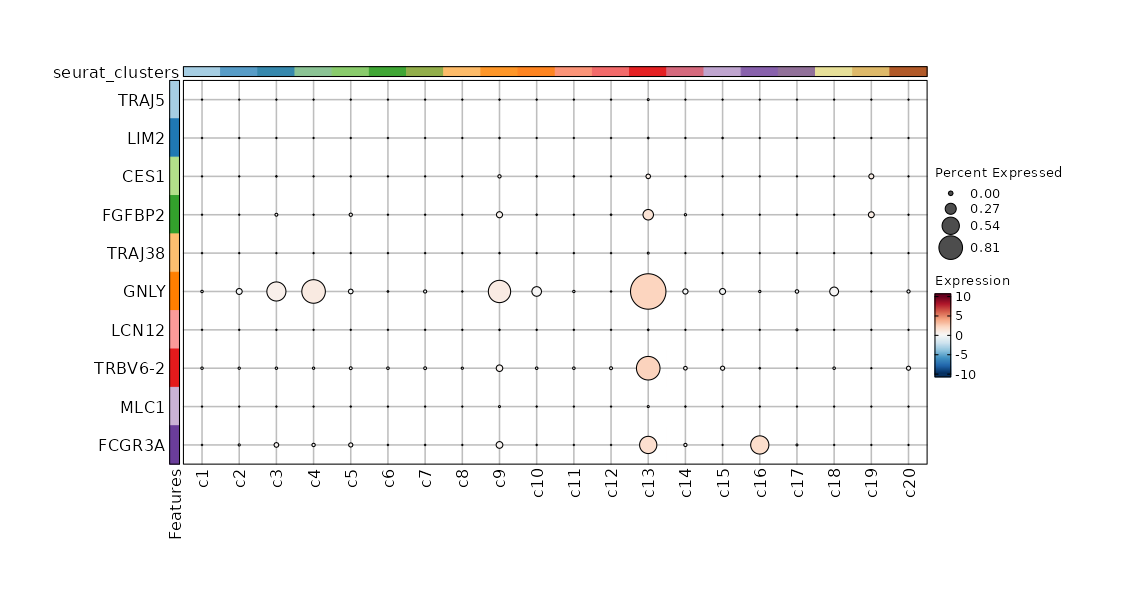 seurat_clusters
TRAJ5
LIM2
CES1
FGFBP2
TRAJ38
GNLY
LCN12
TRBV6-2
MLC1
FCGR3A
Features
c1
c2
c3
c4
c5
c6
c7
c8
c9
c10
c11
c12
c13
c14
c15
c16
c17
c18
c19
c20
Percent Expressed
0.00
0.27
0.54
0.81
Expression
10
5
0
-5
-10